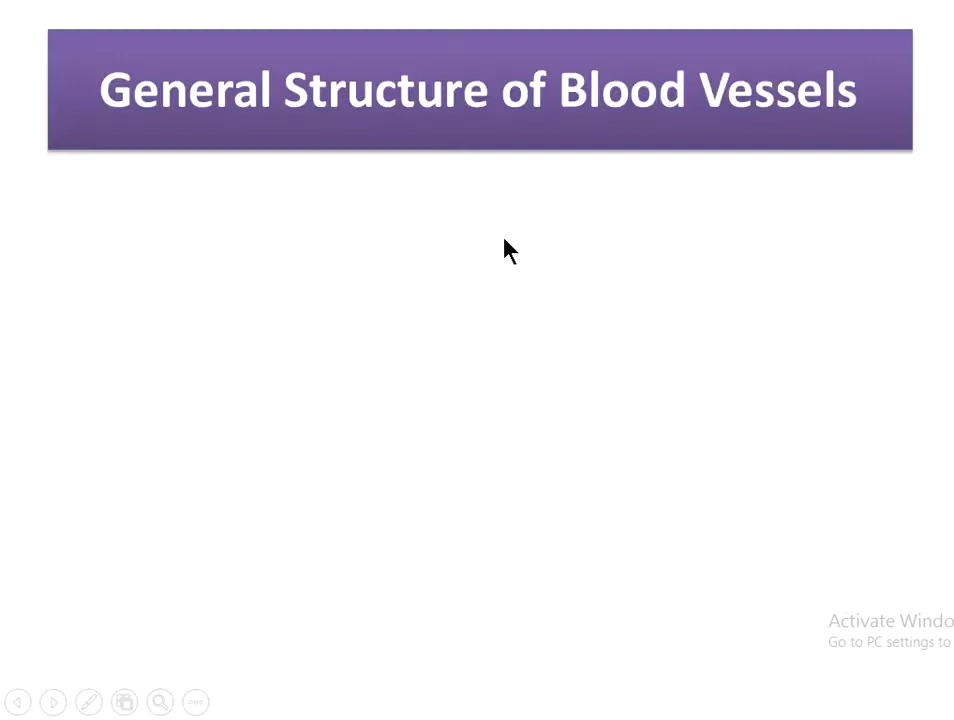 General Structure of Blood Vessels
Activate Windo
Go to PC settings to